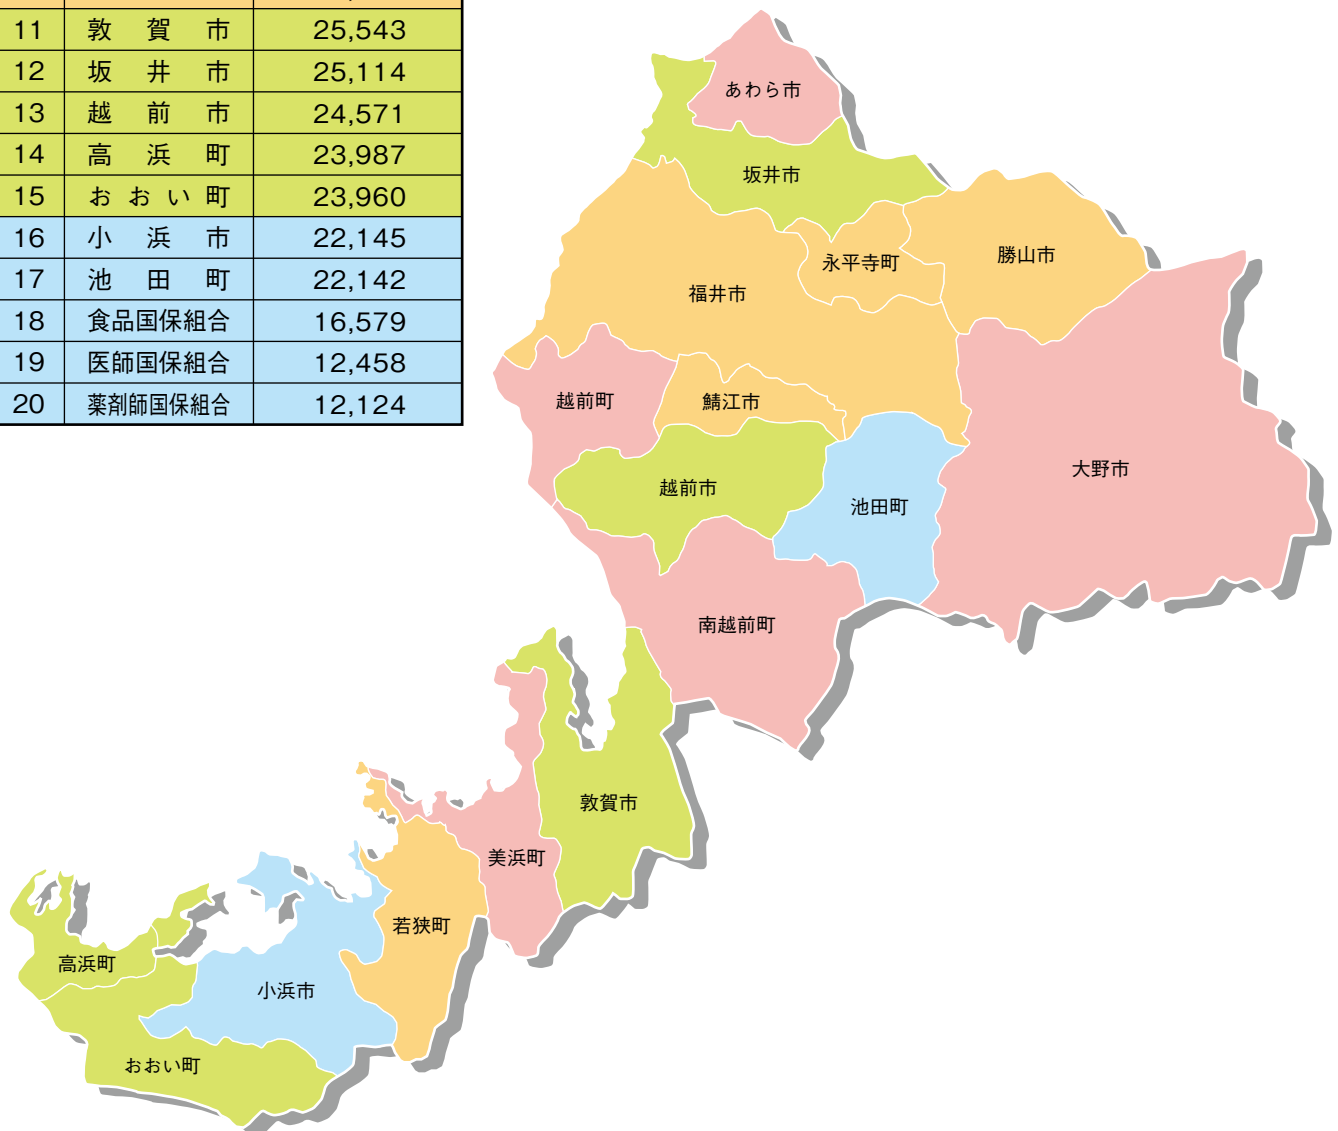 11 敦賀市 25,543
12 坂井市 25,114
13 越前市 24,571
14 高浜町 23,987
15 おおい町 23,960
16 小浜市 22,145
17 池田町 22,142
18 食品国保組合 16,579
19 医師国保組合 12,458
20 薬剤師国保組合 12,124
あわら市
坂井市
永平寺町
勝山市
福井市
越前町
鯖江市
大野市
越前市
池田町
南越前町
敦賀市
美浜町
若狭町
高浜町
小浜市
おおい町